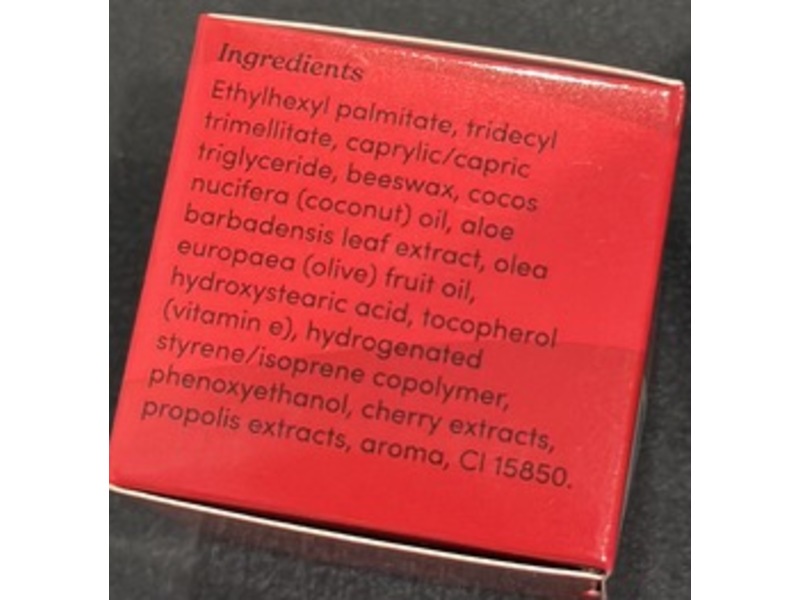 Ingredients
Ethylhexyl palmitate, tridecyl
trimellitate, caprylic/capric
triglyceride, beeswax, cocos
nucifera (coconut) oil, aloe
barbadensis leaf extract, olea
europaea (olive) fruit oil,
hydroxystearic acid, tocopherol
(vitamin e), hydrogenated
styrene/isoprene copolymer,
phenoxyethanol, cherry extracts,
propolis extracts, aroma, CI 15850.